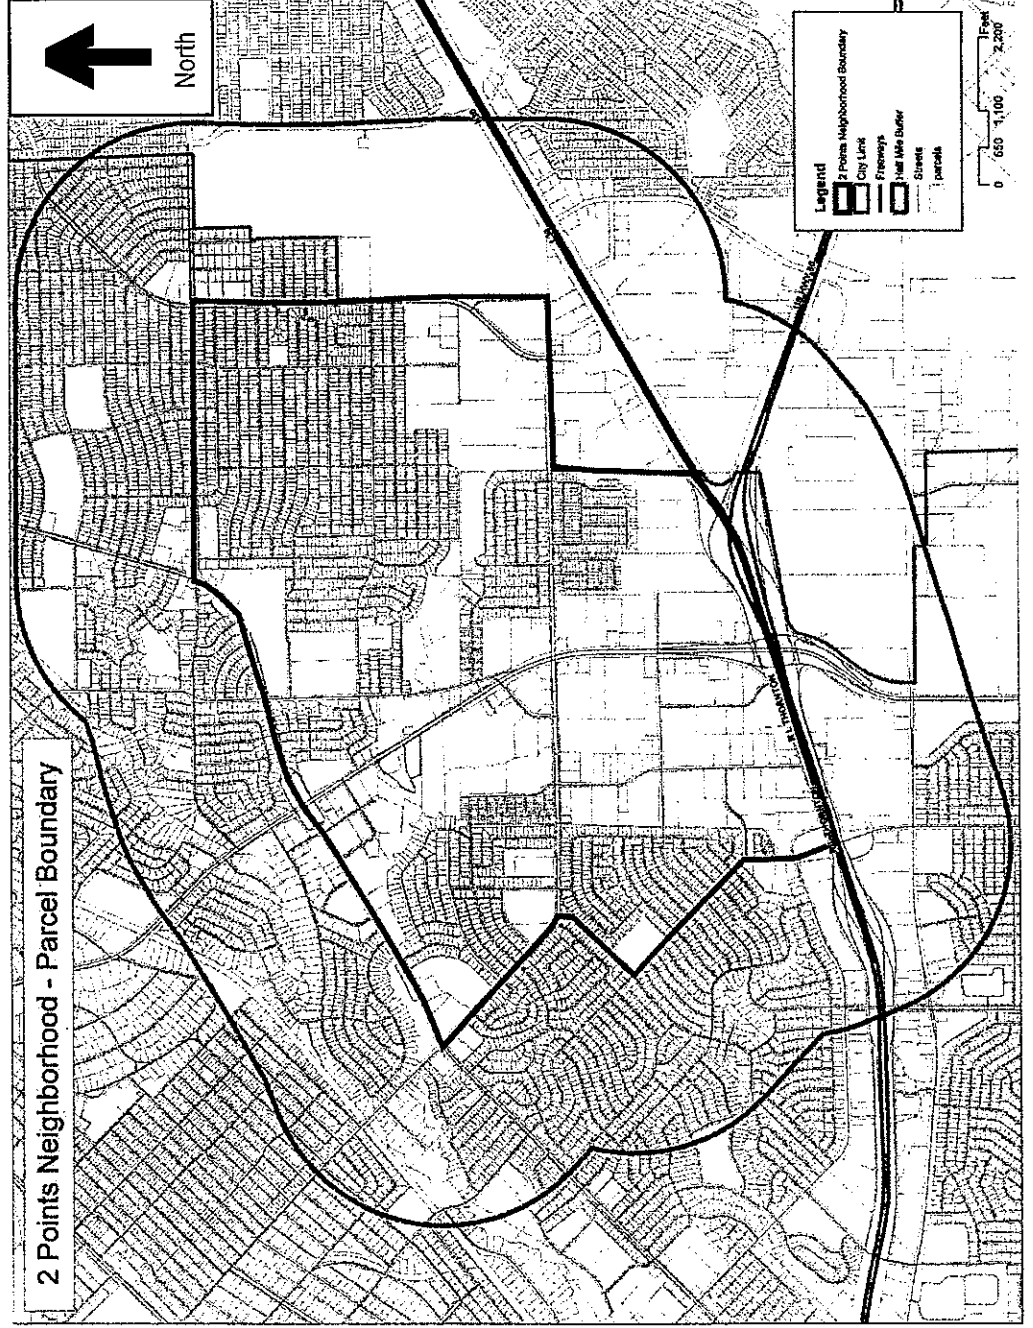 2 Points Neighborhood - Parcel Boundary
North
Legend
2 Points Neighborhood Boundary
City Limit
Freeways
Half Mile Buffer
Streets
parcels
0 550 1,100 2,200
Feet